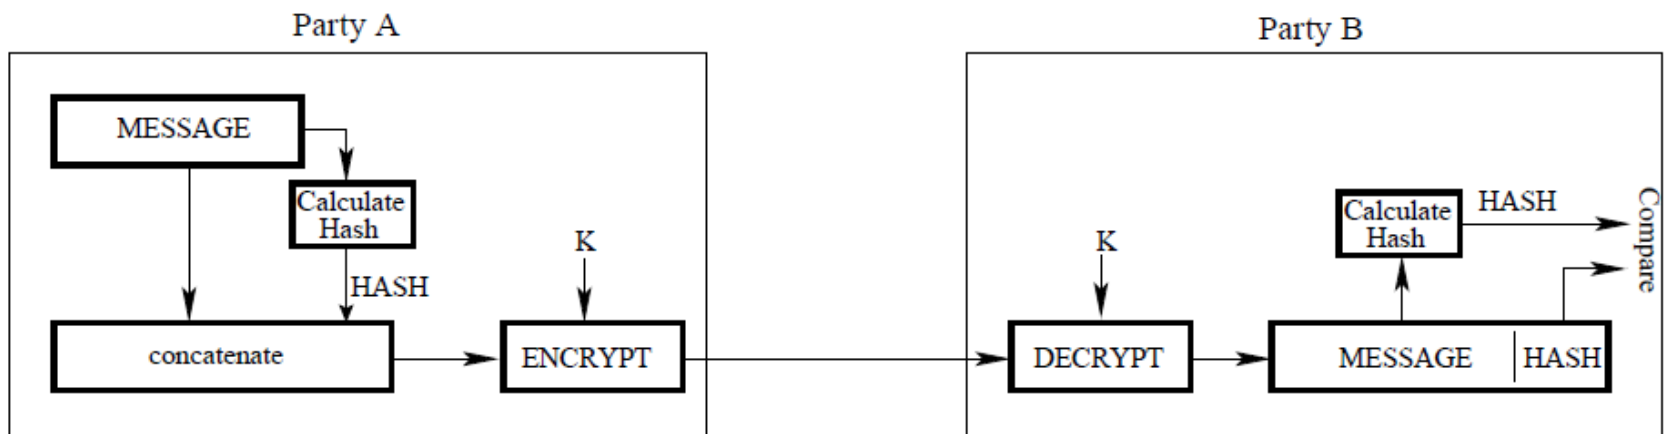 Party A
MESSAGE
Calculate
Hash
HASH
concatenate
K
ENCRYPT
Party B
K
DECRYPT
Calculate
Hash
HASH
Compare
MESSAGE
HASH